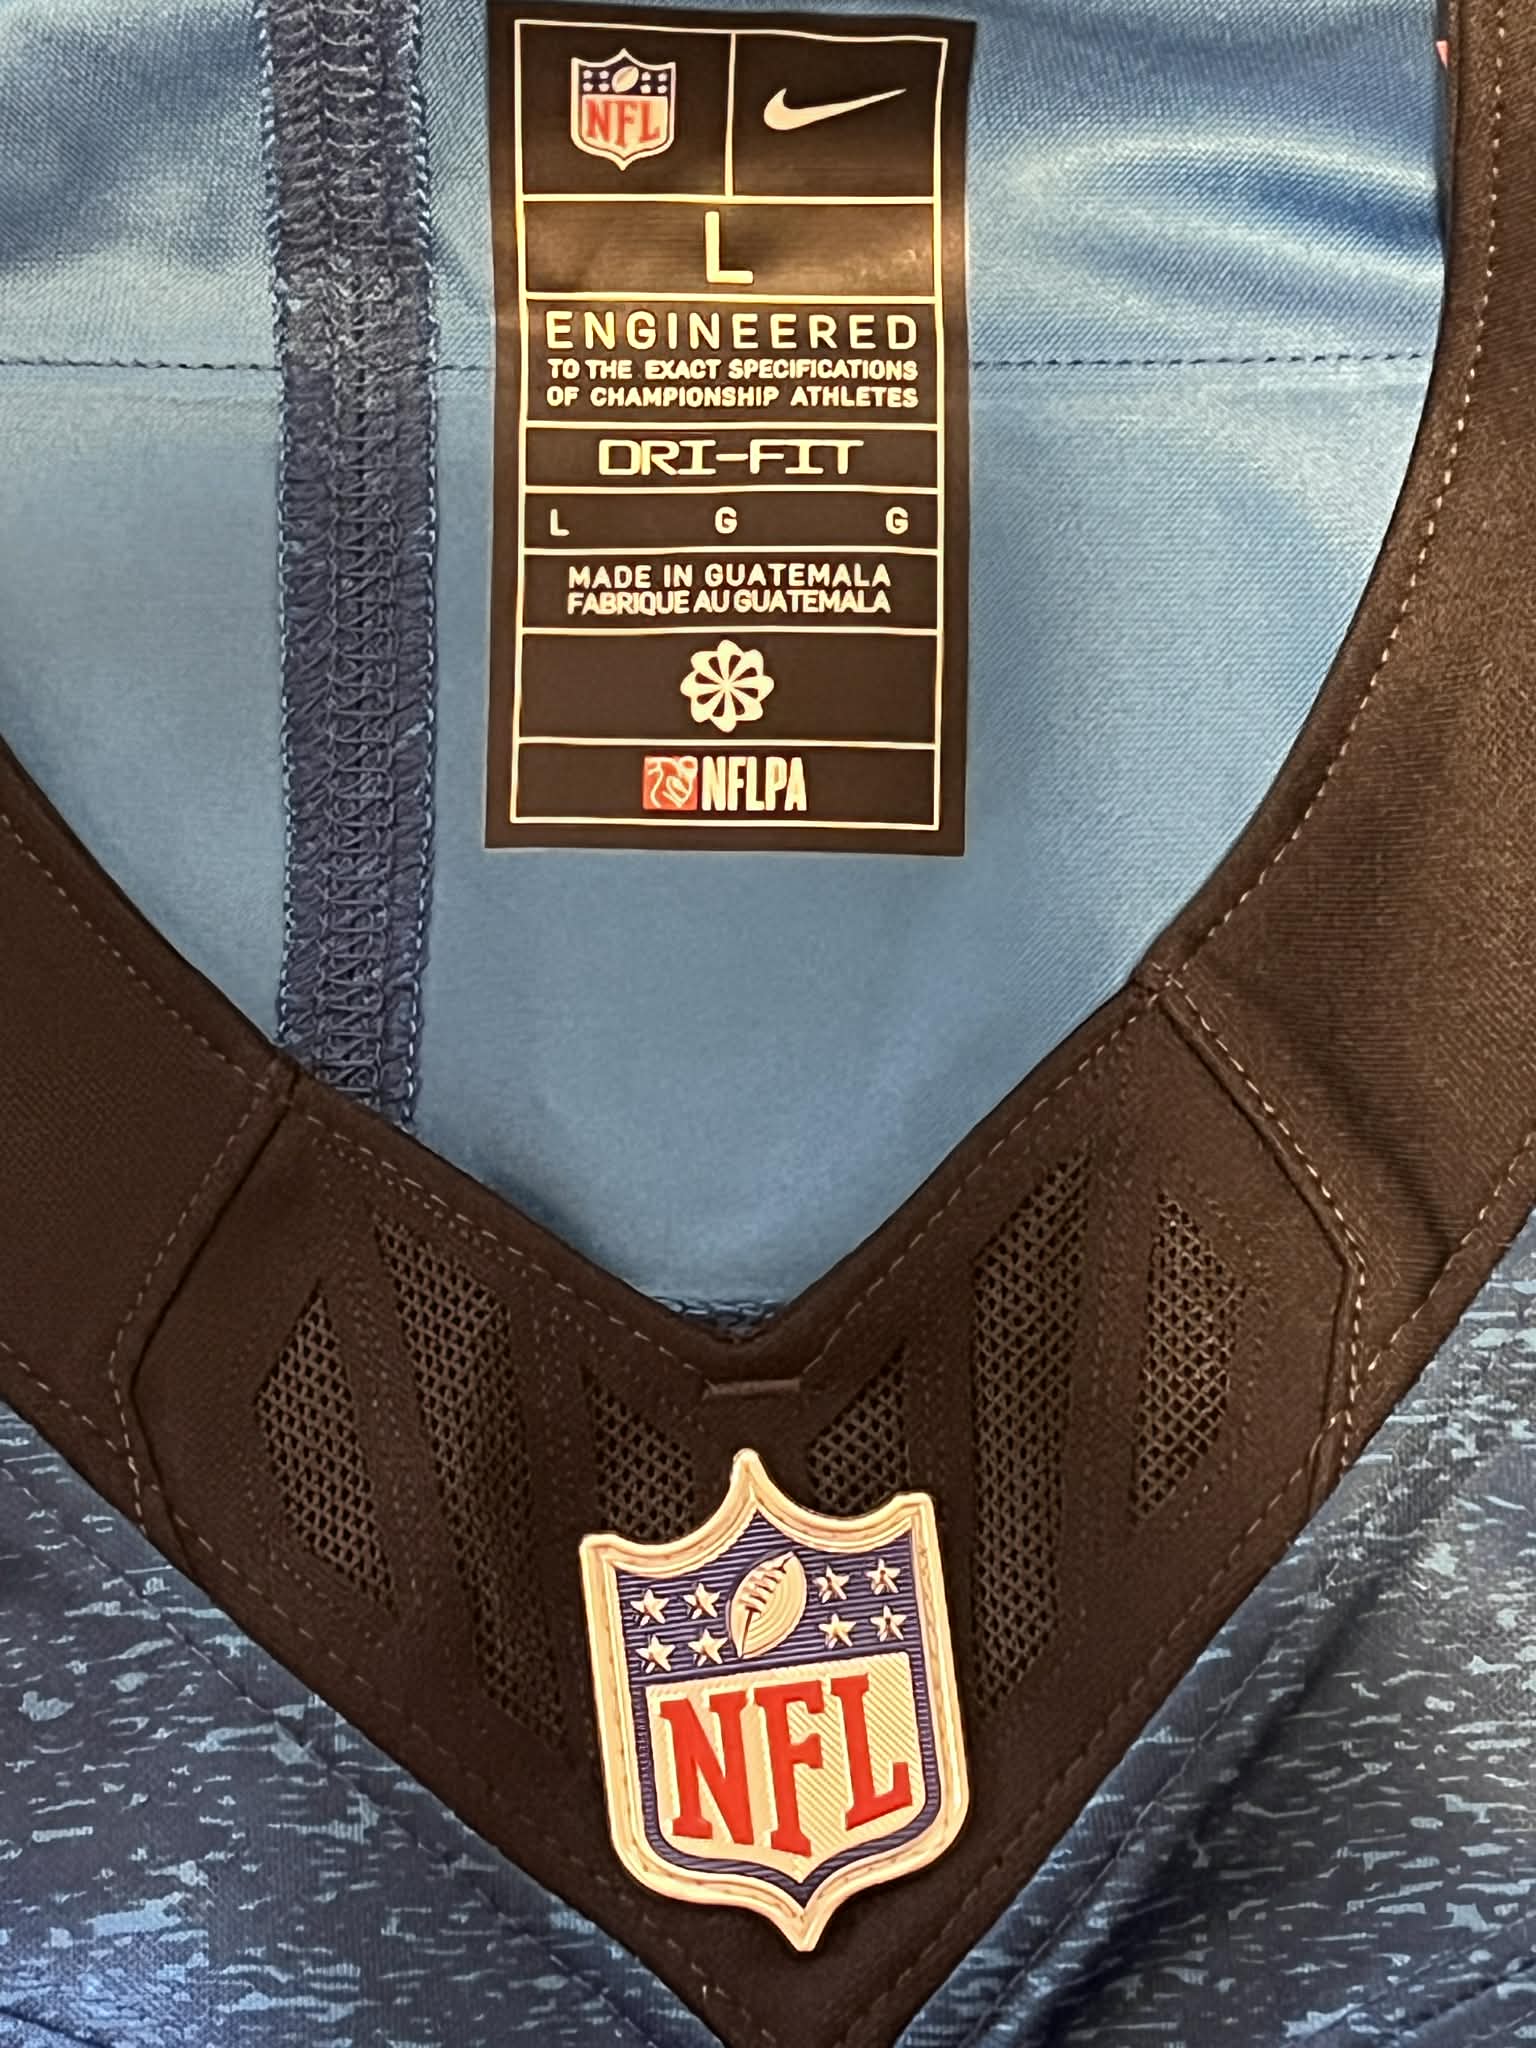 NFL
L
ENGINEERED
TO THE EXACT SPECIFICATIONS
OF CHAMPIONSHIP ATHLETES
DRI-FIT
L G G
MADE IN GUATEMALA
FABRIQUE AU GUATEMALA
NFLPA
NFL